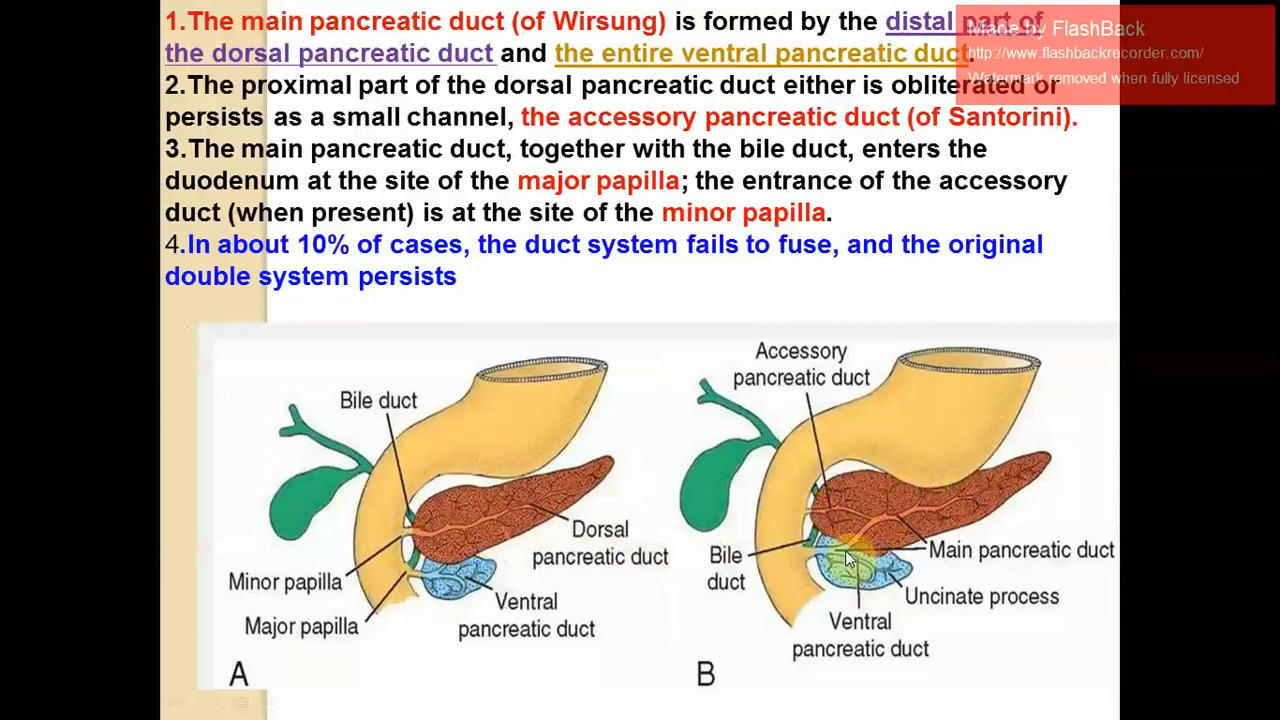 1.The main pancreatic duct (of Wirsung) is formed by the distal part of
the dorsal pancreatic duct and the entire ventral pancreatic duct.
2.The proximal part of the dorsal pancreatic duct either is obliterated or
persists as a small channel, the accessory pancreatic duct (of Santorini).
3.The main pancreatic duct, together with the bile duct, enters the
duodenum at the site of the major papilla; the entrance of the accessory
duct (when present) is at the site of the minor papilla.
4.In about 10% of cases, the duct system fails to fuse, and the original
double system persists
Made by FlashBack
http://www.flashbackrecorder.com/
Watermark removed when fully licensed
Bile duct
Dorsal
pancreatic duct
Minor papilla
Major papilla
Ventral
pancreatic duct
A
Accessory
pancreatic duct
Bile
duct
Main pancreatic duct
Uncinate process
Ventral
pancreatic duct
B